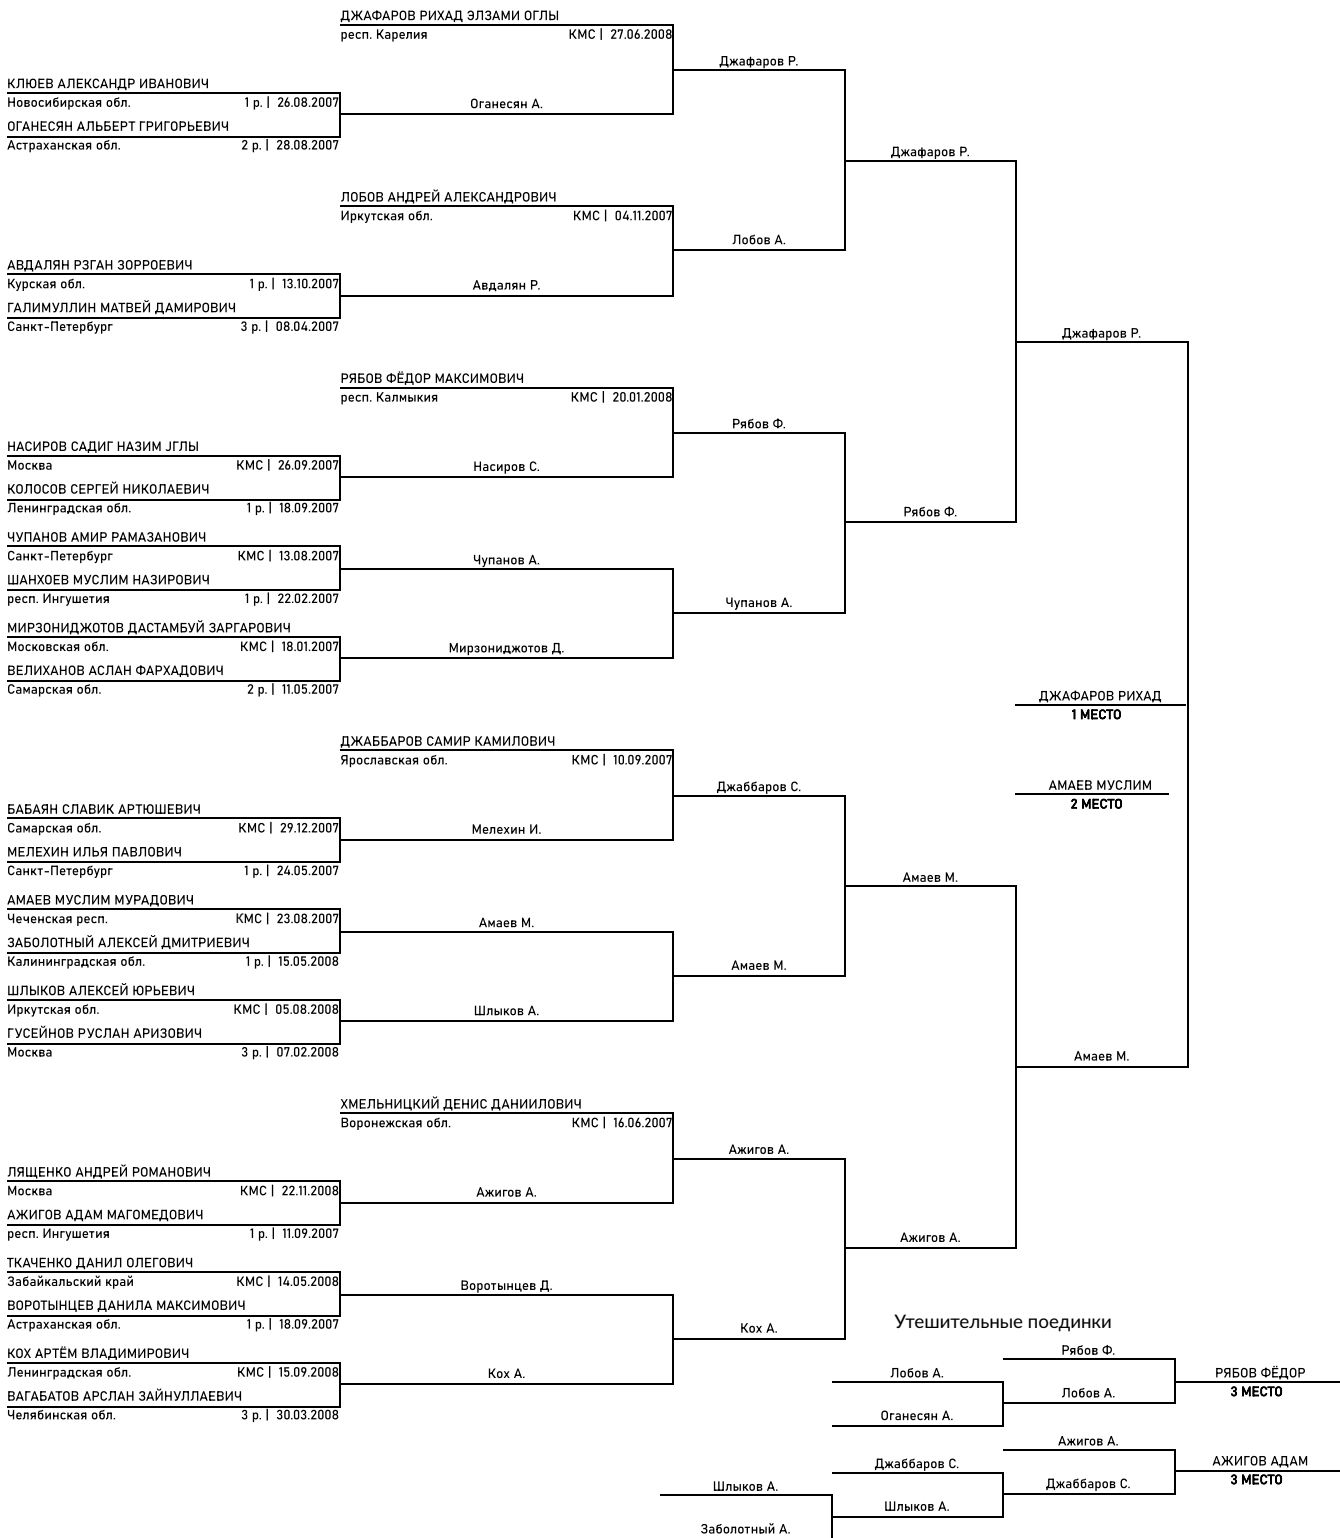 ДЖАФАРОВ РИХАД ЭЛЗАМИ ОГЛЫ
респ. Карелия КМС | 27.06.2008
Джафаров Р.
КЛЮЕВ АЛЕКСАНДР ИВАНОВИЧ
Новосибирская обл. 1 р. | 26.08.2007
Оганесян А.
ОГАНЕСЯН АЛЬБЕРТ ГРИГОРЬЕВИЧ
Астраханская обл. 2 р. | 28.08.2007
Джафаров Р.
ЛОБОВ АНДРЕЙ АЛЕКСАНДРОВИЧ
Иркутская обл. КМС | 04.11.2007
Лобов А.
АВДАЛЯН РЗГАН ЗОРРОЕВИЧ
Курская обл. 1 р. | 13.10.2007
Авдалян Р.
ГАЛИМУЛЛИН МАТВЕЙ ДАМИРОВИЧ
Санкт-Петербург 3 р. | 08.04.2007
Джафаров Р.
РЯБОВ ФЁДОР МАКСИМОВИЧ
респ. Калмыкия КМС | 20.01.2008
Рябов Ф.
НАСИРОВ САДИГ НАЗИМ JГЛЫ
Москва КМС | 26.09.2007
Насиров С.
КОЛОСОВ СЕРГЕЙ НИКОЛАЕВИЧ
Ленинградская обл. 1 р. | 18.09.2007
Рябов Ф.
ЧУПАНОВ АМИР РАМАЗАНОВИЧ
Санкт-Петербург КМС | 13.08.2007
Чупанов А.
ШАНХОЕВ МУСЛИМ НАЗИРОВИЧ
респ. Ингушетия 1 р. | 22.02.2007
Чупанов А.
МИРЗОНИДЖОТОВ ДАСТАМБУЙ ЗАРГАРОВИЧ
Московская обл. КМС | 18.01.2007
Мирзониджотов Д.
ВЕЛИХАНОВ АСЛАН ФАРХАДОВИЧ
Самарская обл. 2 р. | 11.05.2007
ДЖАФАРОВ РИХАД
1 МЕСТО
ДЖАББАРОВ САМИР КАМИЛОВИЧ
Ярославская обл. КМС | 10.09.2007
Джаббаров С.
АМАЕВ МУСЛИМ
2 МЕСТО
БАБАЯН СЛАВИК АРТЮШЕВИЧ
Самарская обл. КМС | 29.12.2007
Мелехин И.
МЕЛЕХИН ИЛЬЯ ПАВЛОВИЧ
Санкт-Петербург 1 р. | 24.05.2007
Амаев М.
АМАЕВ МУСЛИМ МУРАДОВИЧ
Чеченская респ. КМС | 23.08.2007
Амаев М.
ЗАБОЛОТНЫЙ АЛЕКСЕЙ ДМИТРИЕВИЧ
Калининградская обл. 1 р. | 15.05.2008
Амаев М.
ШЛЫКОВ АЛЕКСЕЙ ЮРЬЕВИЧ
Иркутская обл. КМС | 05.08.2008
Шлыков А.
ГУСЕЙНОВ РУСЛАН АРИЗОВИЧ
Москва 3 р. | 07.02.2008
Амаев М.
ХМЕЛЬНИЦКИЙ ДЕНИС ДАНИИЛОВИЧ
Воронежская обл. КМС | 16.06.2007
Ажигов А.
ЛЯЩЕНКО АНДРЕЙ РОМАНОВИЧ
Москва КМС | 22.11.2008
Ажигов А.
АЖИГОВ АДАМ МАГОМЕДОВИЧ
респ. Ингушетия 1 р. | 11.09.2007
Ажигов А.
ТКАЧЕНКО ДАНИЛ ОЛЕГОВИЧ
Забайкальский край КМС | 14.05.2008
Воротынцев Д.
ВОРОТЫНЦЕВ ДАНИЛА МАКСИМОВИЧ
Астраханская обл. 1 р. | 18.09.2007
Кох А.
КОХ АРТЁМ ВЛАДИМИРОВИЧ
Ленинградская обл. КМС | 15.09.2008
Кох А.
ВАГАБАТОВ АРСЛАН ЗАЙНУЛЛАЕВИЧ
Челябинская обл. 3 р. | 30.03.2008
Утешительные поединки
Рябов Ф.
Лобов А.
РЯБОВ ФЁДОР
3 МЕСТО
Лобов А.
Оганесян А.
Ажигов А.
Джаббаров С.
АЖИГОВ АДАМ
3 МЕСТО
Джаббаров С.
Шлыков А.
Шлыков А.
Заболотный А.